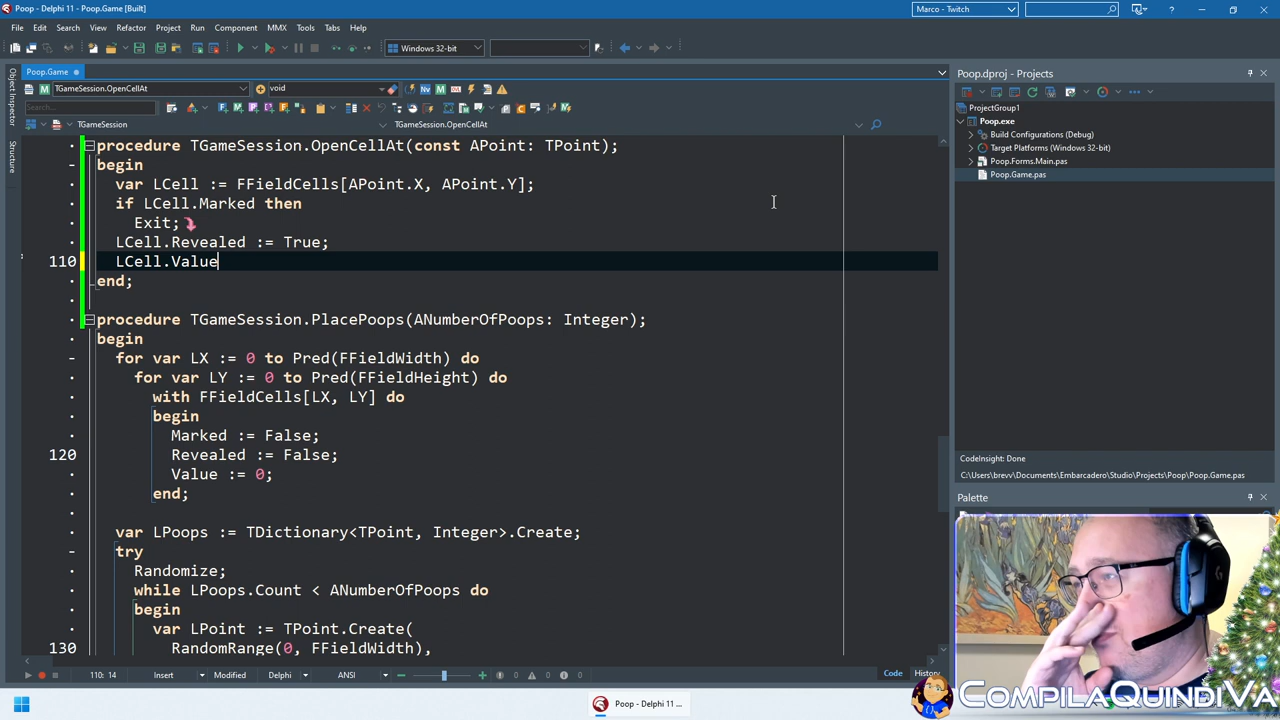 Poop - Delphi 11 - Poop.Game [Built]
Marco - Twitch
File Edit Search View Refactor Project Run Component MMX Tools Tabs Help
Windows 32-bit
Poop.Game
Poop.dproj - Projects
TGameSession.OpenCellAt
void
Search...
ProjectGroup1
TGameSession
TGameSession.OpenCellAt
Poop.exe
Build Configurations (Debug)
Target Platforms (Windows 32-bit)
Poop.Forms.Main.pas
Poop.Game.pas
Object Inspector
Structure
procedure TGameSession.OpenCellAt(const APoint: TPoint);
begin
var LCell := FFieldCells[APoint.X, APoint.Y];
if LCell.Marked then
Exit;
LCell.Revealed := True;
110 LCell.Value
end;
procedure TGameSession.PlacePoops(ANumberOfPoops: Integer);
begin
for var LX := 0 to Pred(FFieldWidth) do
for var LY := 0 to Pred(FFieldHeight) do
with FFieldCells[LX, LY] do
begin
Marked := False;
120 Revealed := False;
Value := 0;
end;
var LPoops := TDictionary<TPoint, Integer>.Create;
try
Randomize;
while LPoops.Count < ANumberOfPoops do
begin
var LPoint := TPoint.Create(
130 RandomRange(0, FFieldWidth),
CodeInsight: Done
C:\Users\brevv\Documents\Embarcadero\Studio\Projects\Poop\Poop.Game.pas
Palette
110: 14 Insert Modified Delphi ANSI 0 0 0 Code History
Poop - Delphi 11 ...
COMPILAQUINDIVA